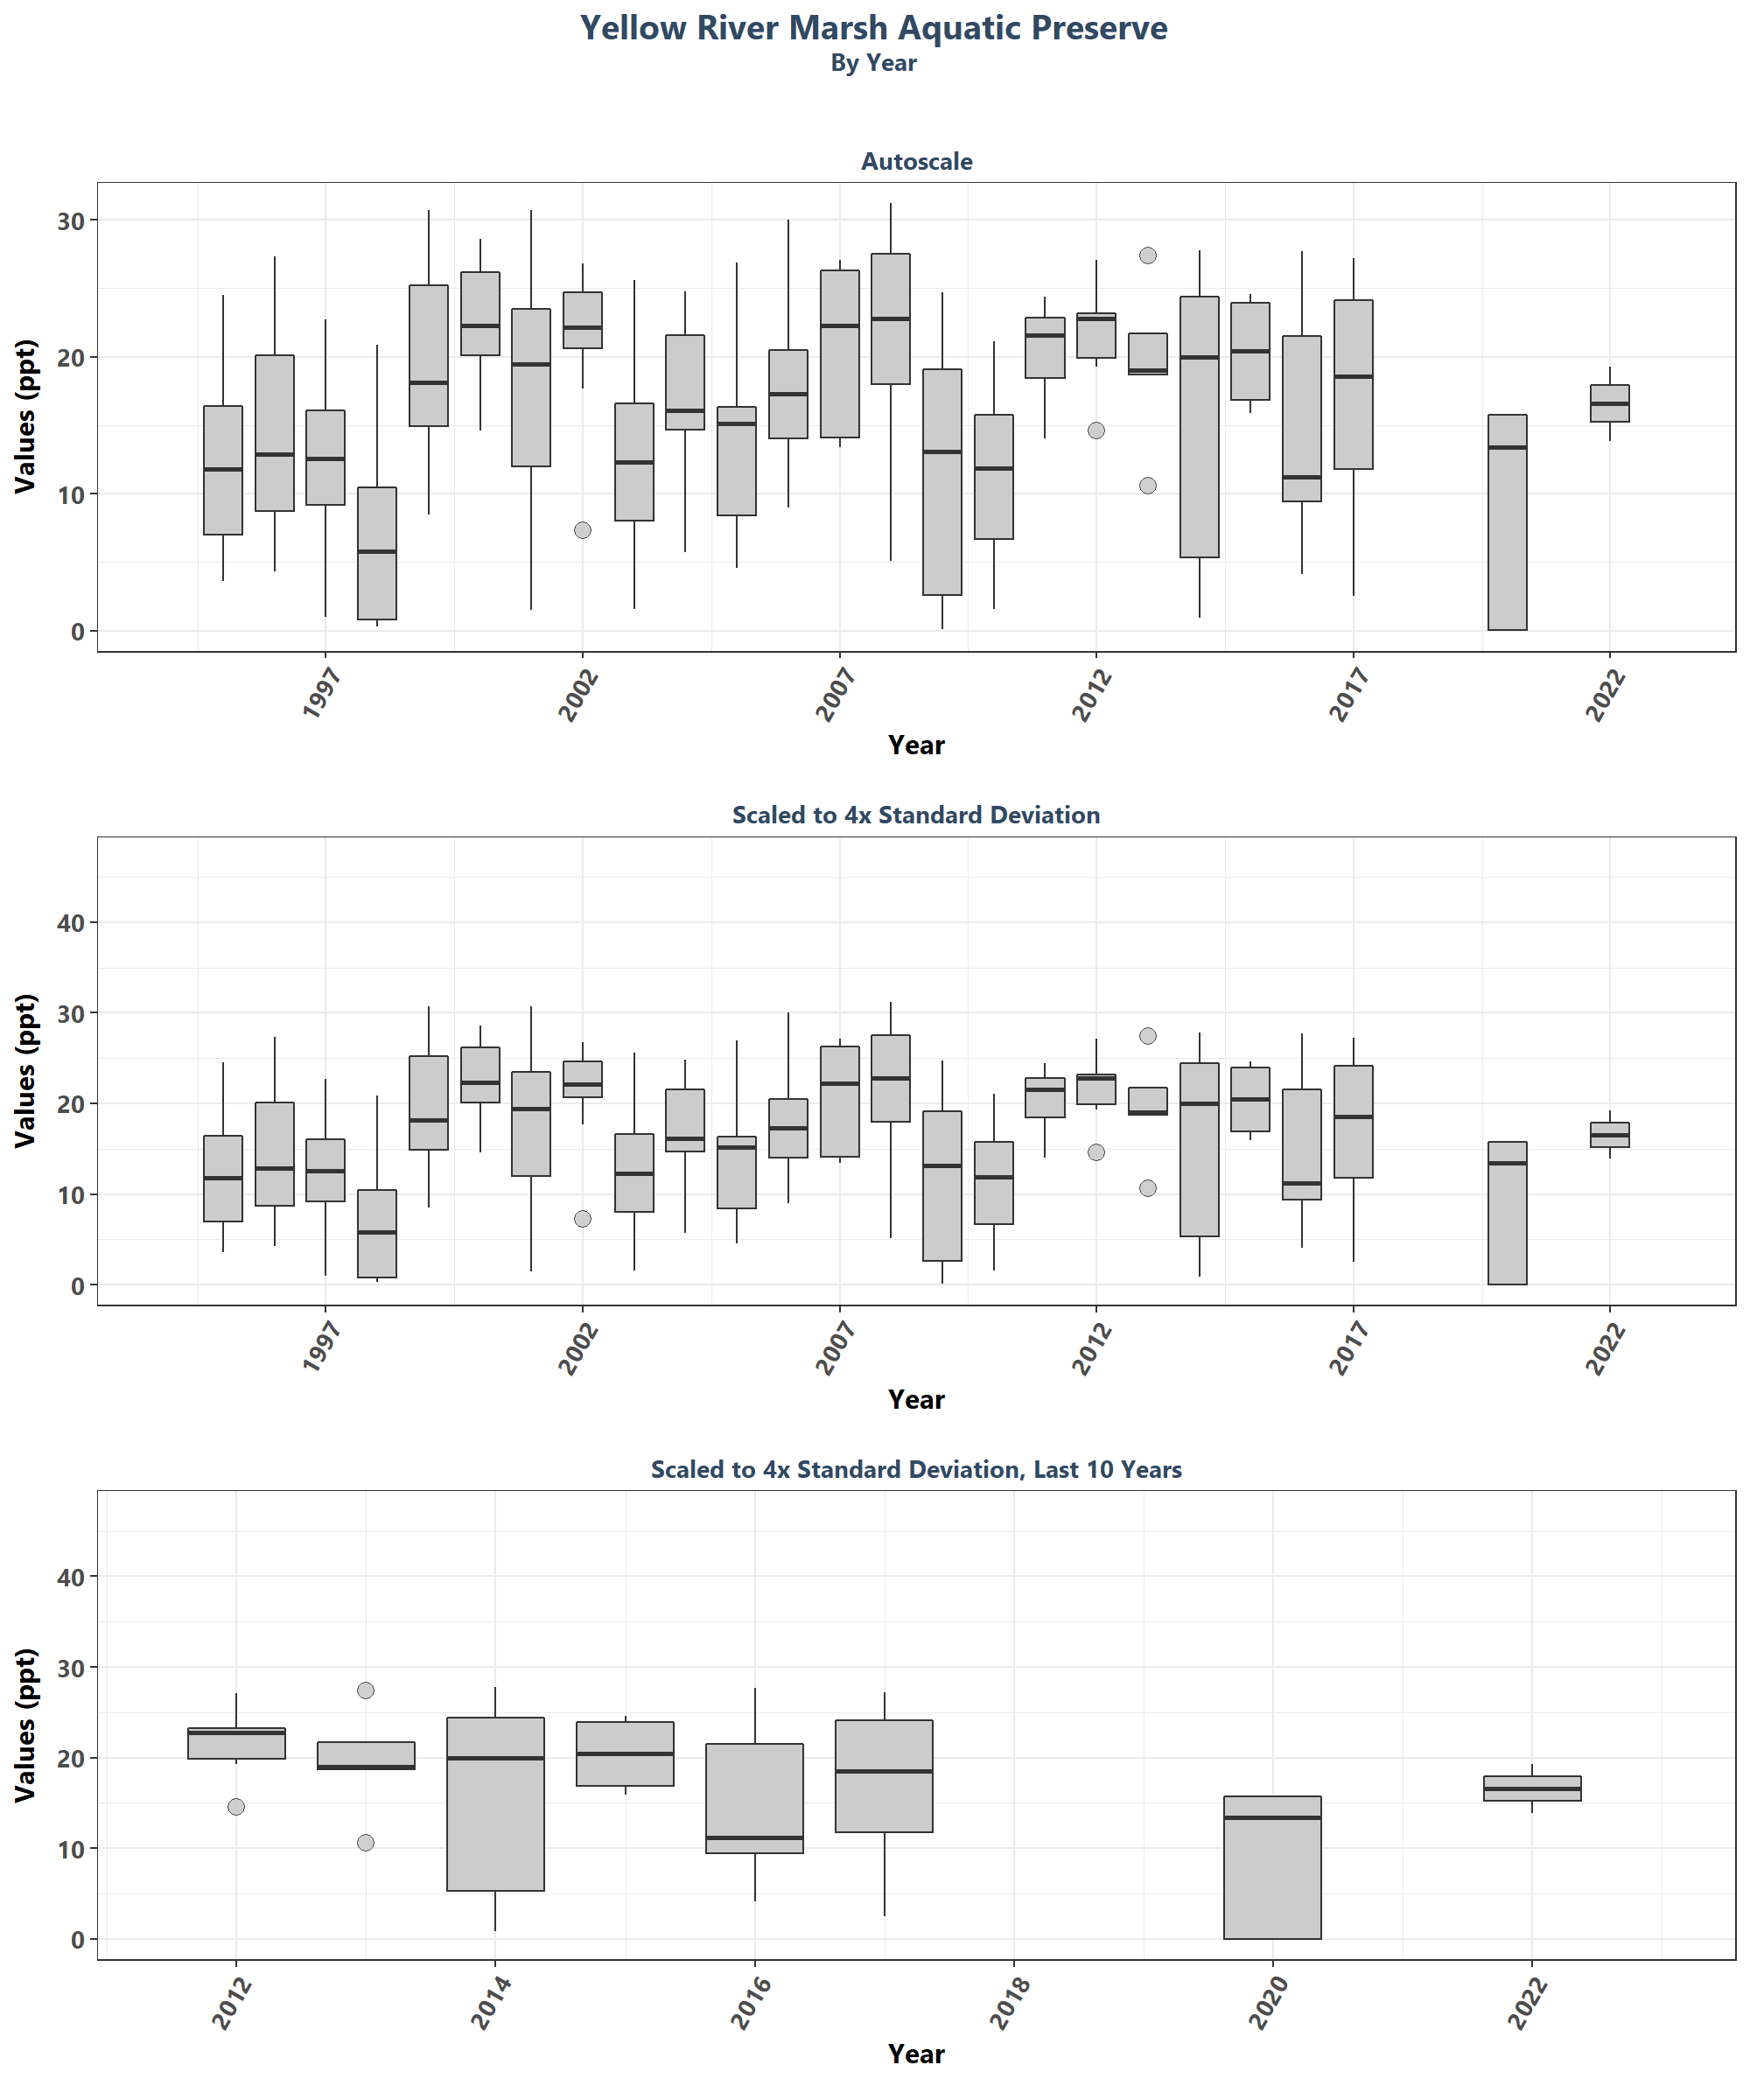 Yellow River Marsh Aquatic Preserve
By Year
Autoscale
Values (ppt)
30
20
10
0
1997 2002 2007 2012 2017 2022
Year
Scaled to 4x Standard Deviation
Values (ppt)
40
30
20
10
0
1997 2002 2007 2012 2017 2022
Year
Scaled to 4x Standard Deviation, Last 10 Years
Values (ppt)
40
30
20
10
0
2012 2014 2016 2018 2020 2022
Year